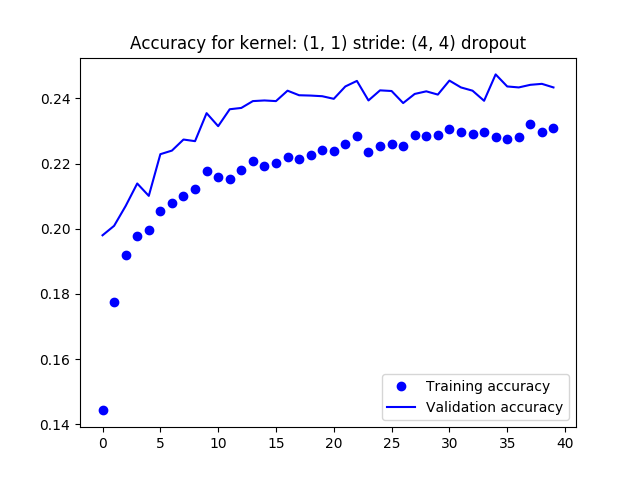 Accuracy for kernel: (1, 1) stride: (4, 4) dropout
0.24
0.22
0.20
0.18
0.16
0.14
0 5 10 15 20 25 30 35 40
Training accuracy
Validation accuracy